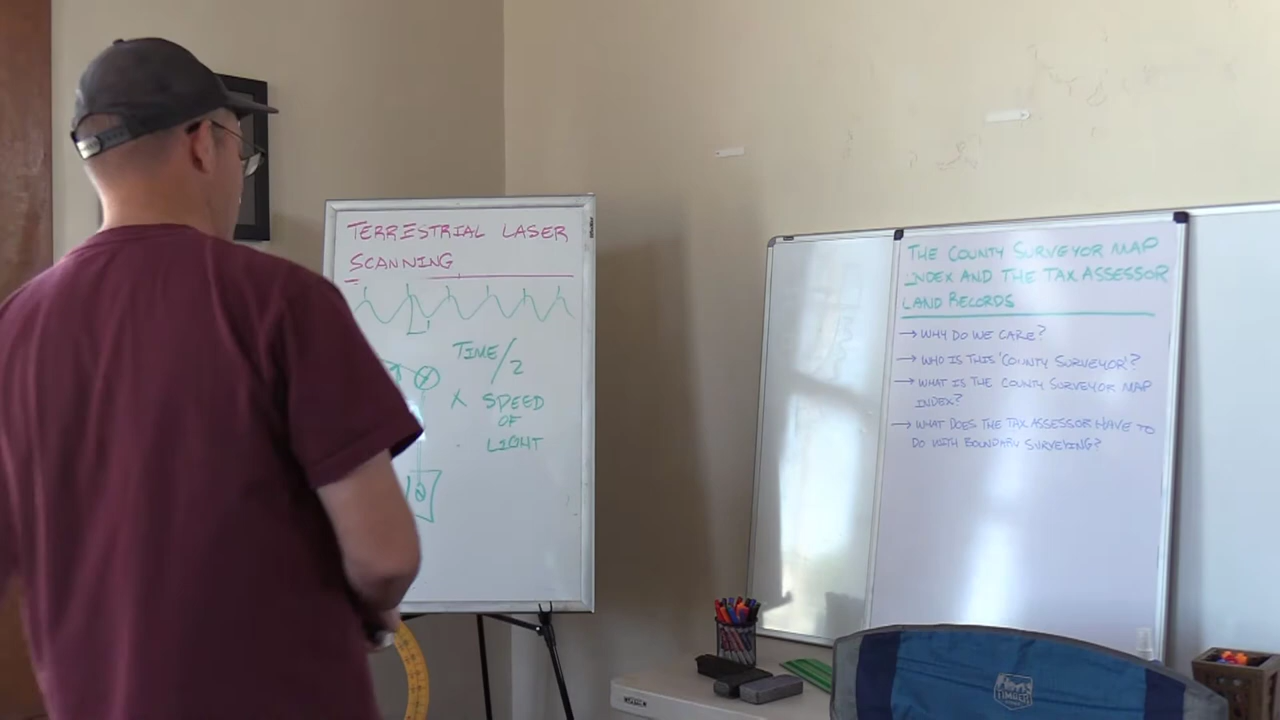 TERRESTRIAL LASER
SCANNING
TIME/2
X SPEED
OF
LIGHT
THE COUNTY SURVEYOR MAP
INDEX AND THE TAX ASSESSOR
LAND RECORDS
→ WHY DO WE CARE?
→ WHO IS THIS 'COUNTY SURVEYOR'?
→ WHAT IS THE COUNTY SURVEYOR MAP
INDEX?
→ WHAT DOES THE TAX ASSESSOR HAVE TO
DO WITH BOUNDARY SURVEYING?
TIMBER